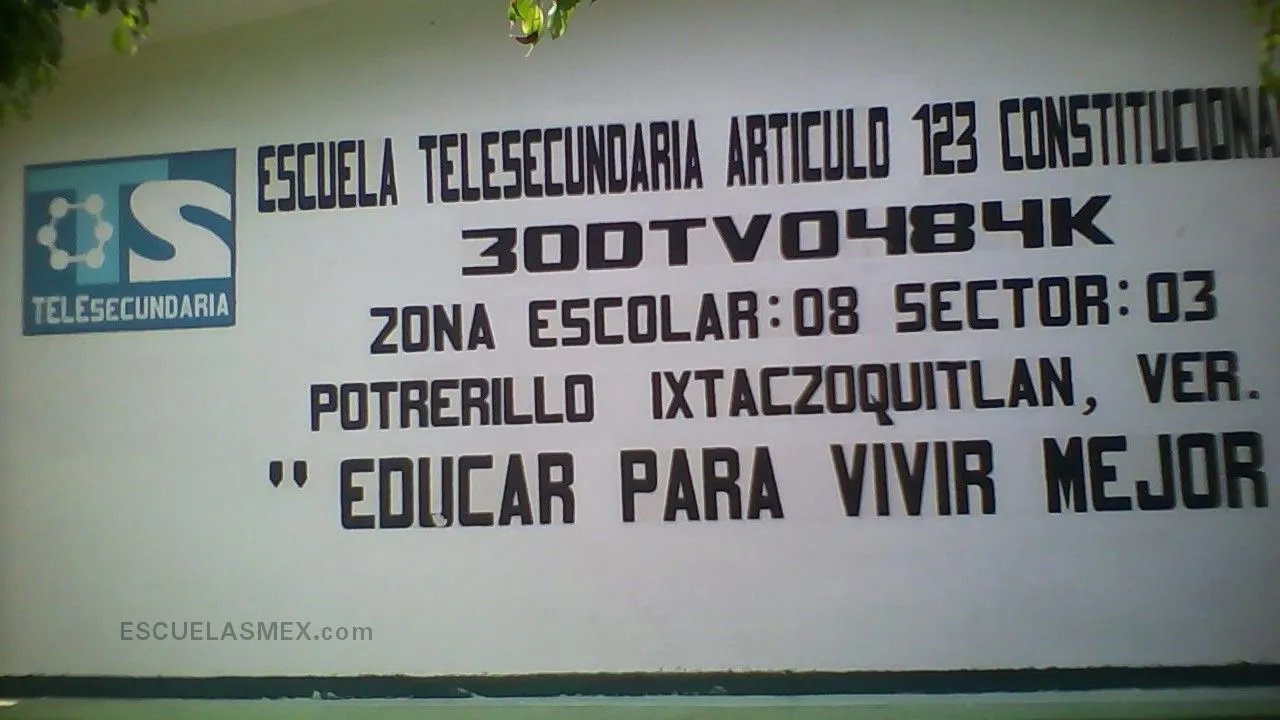 ESCUELA TELESECUNDARIA ARTICULO 123 CONSTITUCIONA
30DTV0484K
ZONA ESCOLAR: 08 SECTOR: 03
POTRERILLO IXTACZOQUITLAN, VER.
" EDUCAR PARA VIVIR MEJOR
TS
TELESECUNDARIA
ESCUELASMEX.com